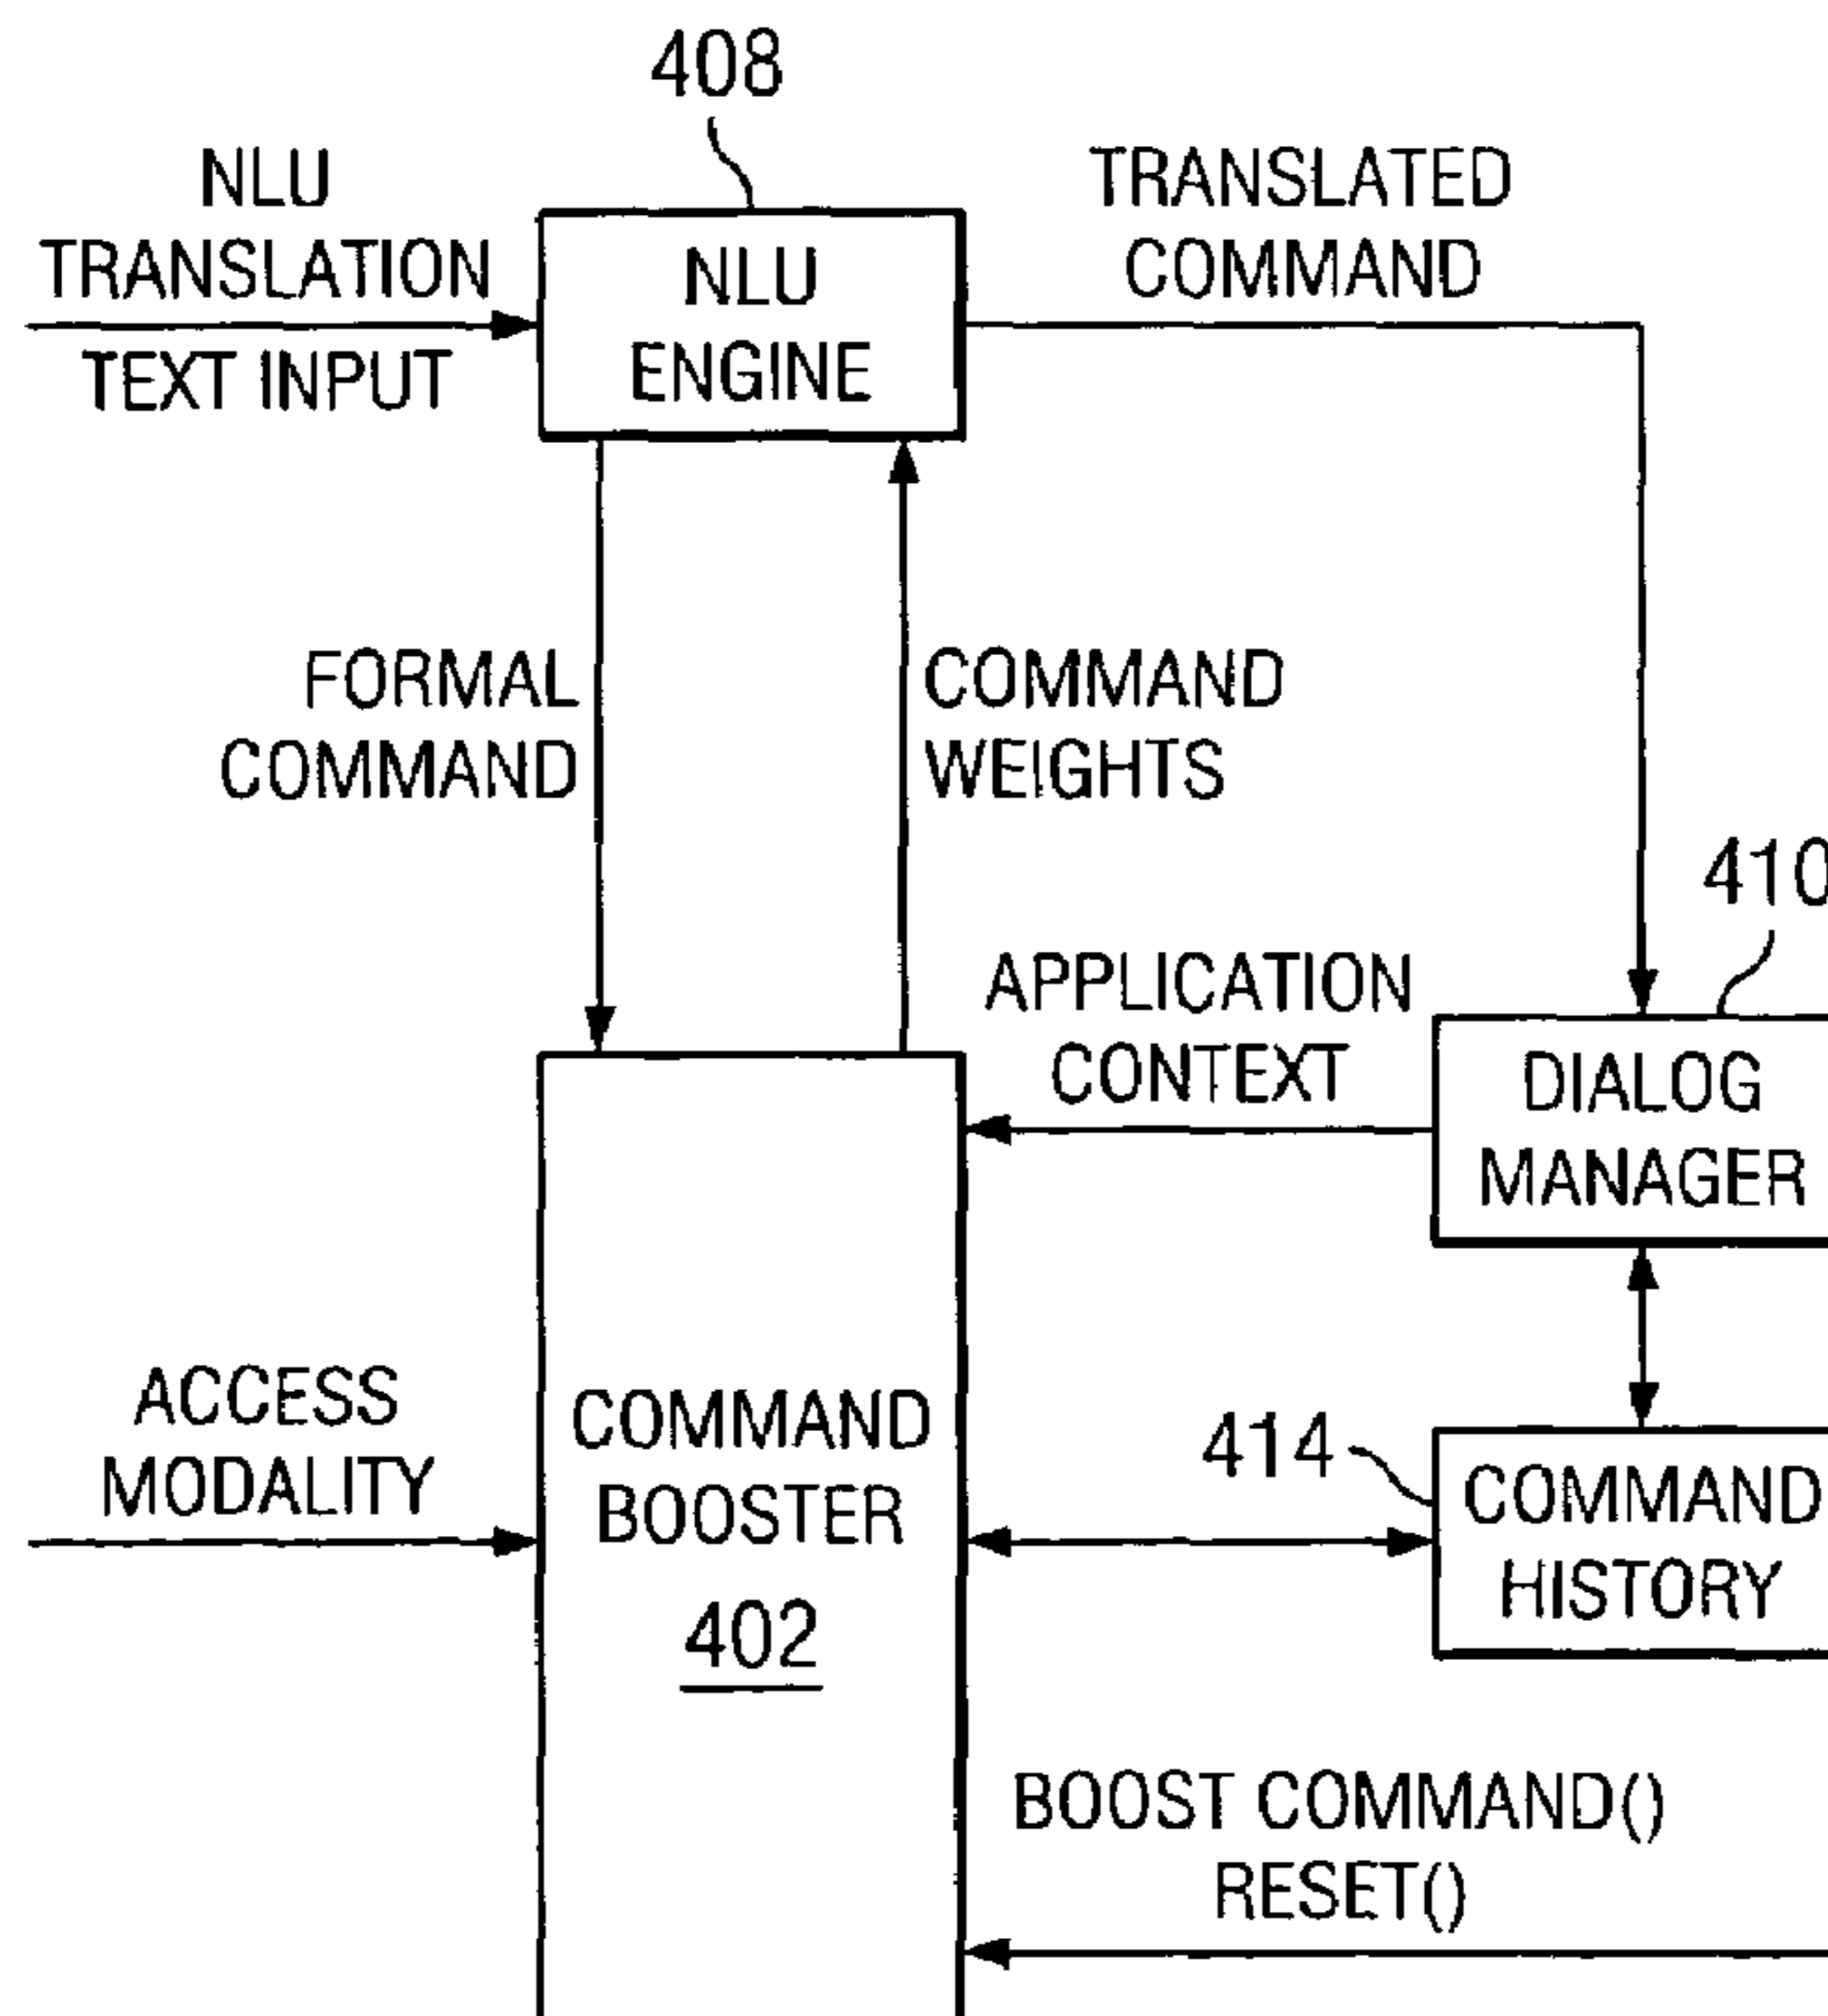 408
NLU
TRANSLATION
TEXT INPUT
NLU
ENGINE
TRANSLATED
COMMAND
FORMAL
COMMAND
COMMAND
WEIGHTS
410
APPLICATION
CONTEXT
DIALOG
MANAGER
ACCESS
MODALITY
COMMAND
BOOSTER
402
414
COMMAND
HISTORY
BOOST COMMAND()
RESET()